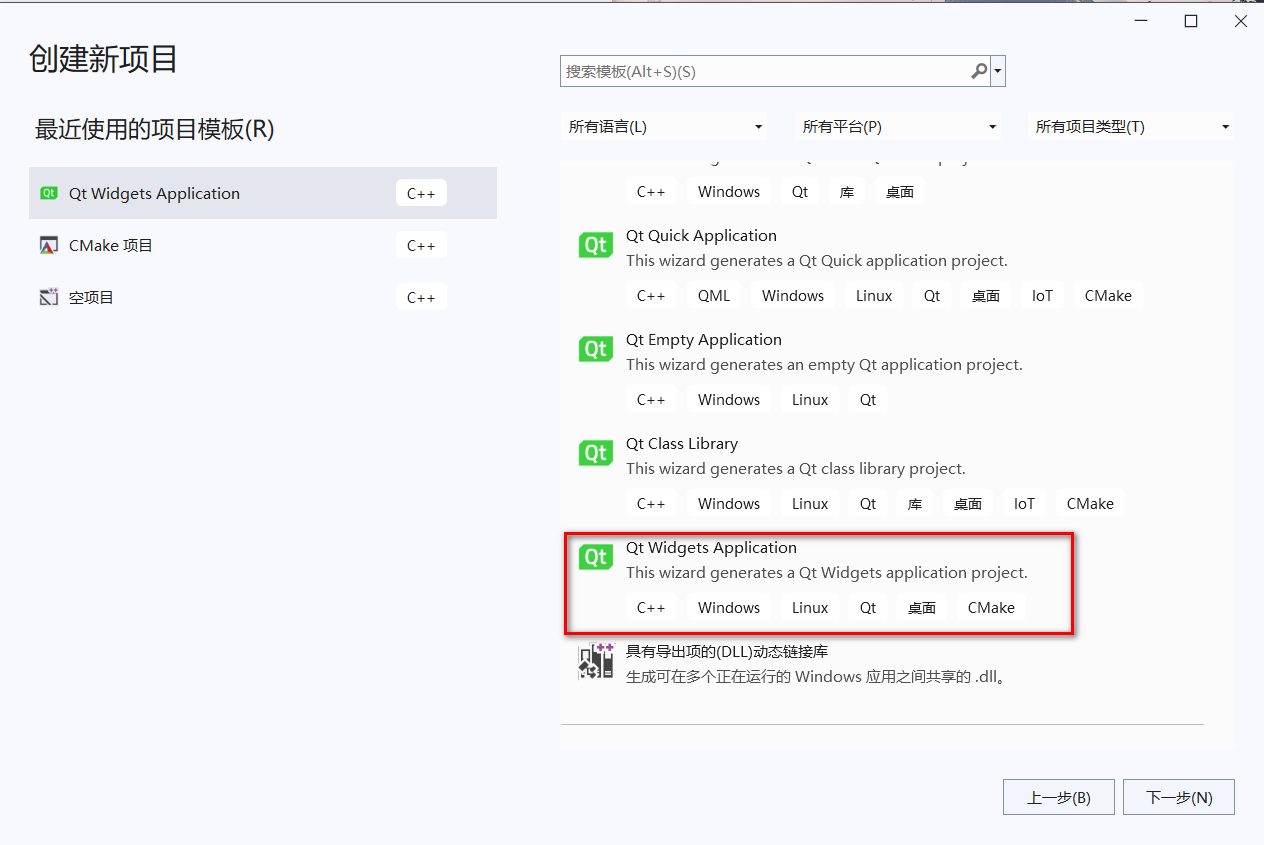 创建新项目
最近使用的项目模板(R)
Qt Widgets Application C++
CMake 项目 C++
空项目 C++
搜索模板(Alt+S)(S)
所有语言(L) 所有平台(P) 所有项目类型(T)
C++ Windows Qt 库 桌面
Qt Qt Quick Application
This wizard generates a Qt Quick application project.
C++ QML Windows Linux Qt 桌面 IoT CMake
Qt Qt Empty Application
This wizard generates an empty Qt application project.
C++ Windows Linux Qt
Qt Qt Class Library
This wizard generates a Qt class library project.
C++ Windows Linux Qt 库 桌面 IoT CMake
Qt Qt Widgets Application
This wizard generates a Qt Widgets application project.
C++ Windows Linux Qt 桌面 CMake
具有导出项的(DLL)动态链接库
生成可在多个正在运行的 Windows 应用之间共享的 .dll。
上一步(B) 下一步(N)